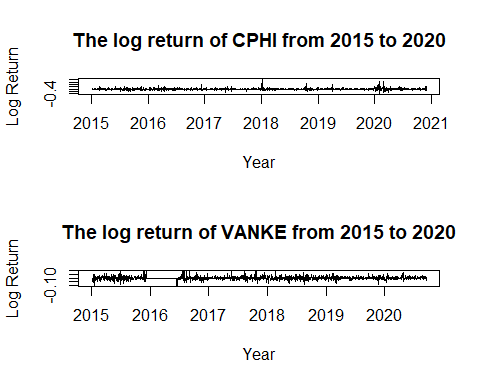 The log return of CPHI from 2015 to 2020
Log Return
-0.4
2015 2016 2017 2018 2019 2020 2021
Year
The log return of VANKE from 2015 to 2020
Log Return
-0.10
2015 2016 2017 2018 2019 2020
Year